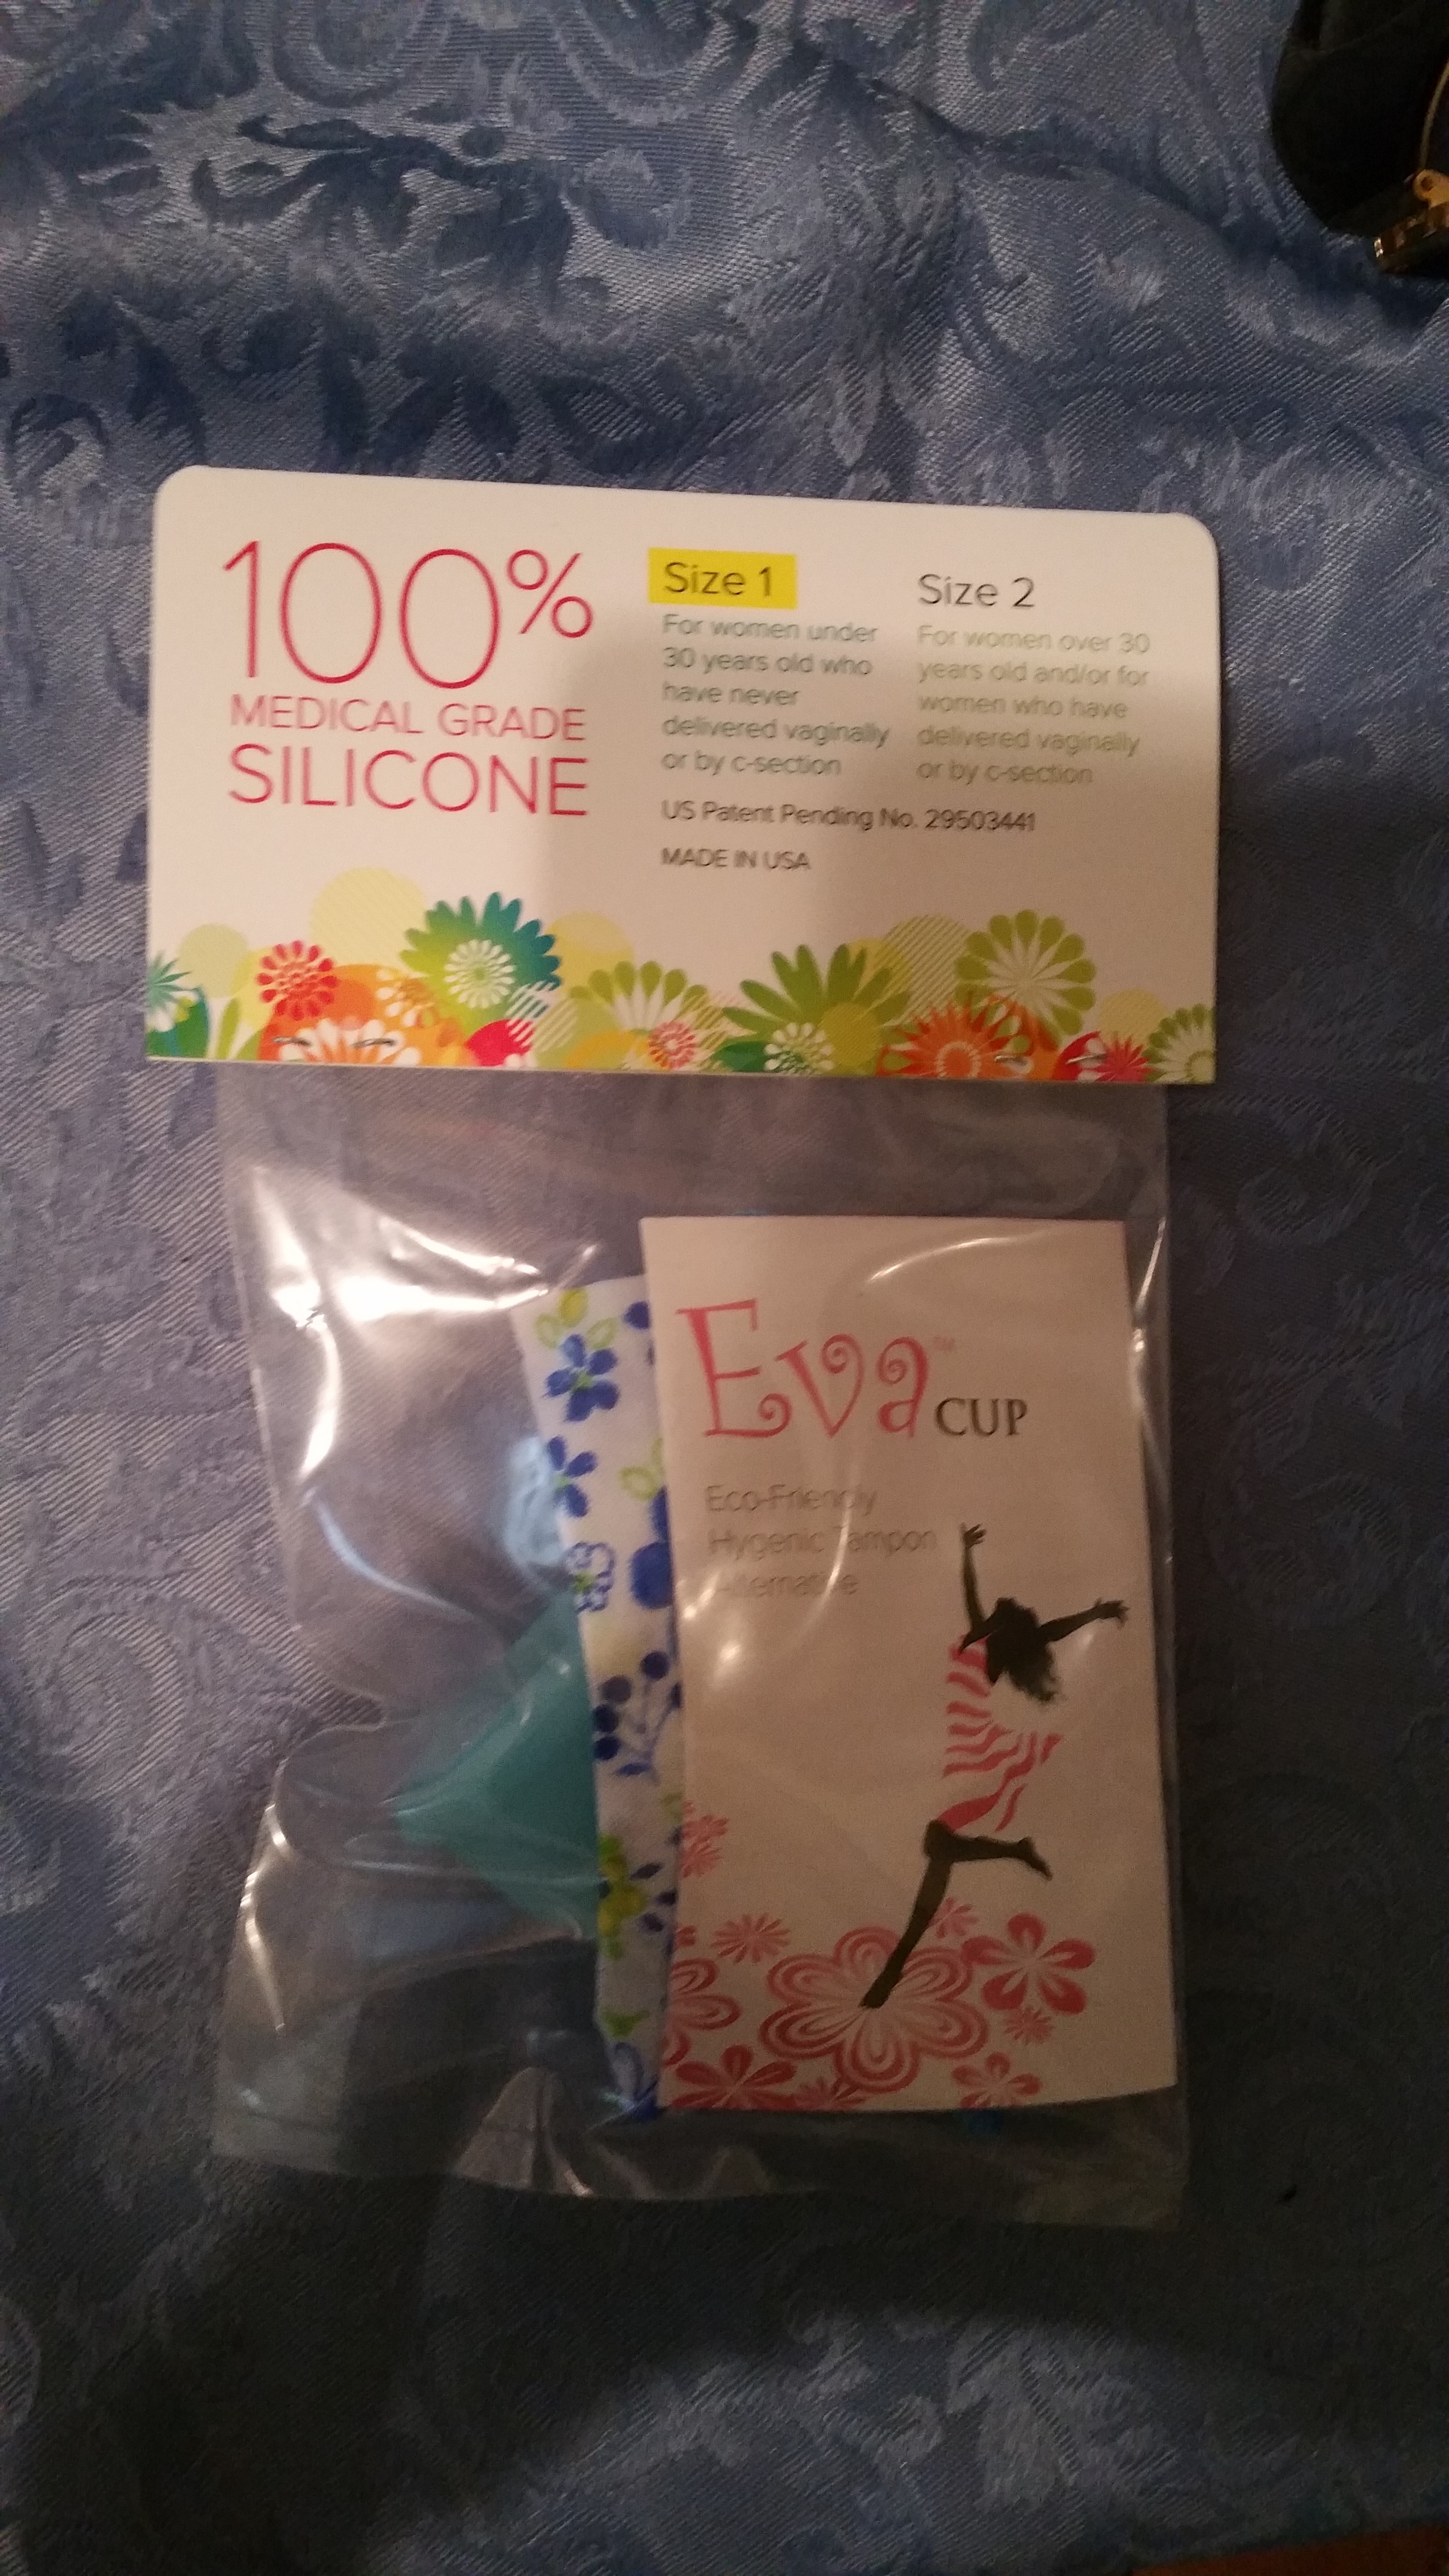 100%
MEDICAL GRADE
SILICONE
Size 1
For women under
30 years old who
have never
delivered vaginally
or by c-section
Size 2
For women over 30
years old and/or for
women who have
delivered vaginally
or by c-section
US Patent Pending No. 29503441
MADE IN USA
Eva™ CUP
Eco-Friendly
Hygenic Tampon
Alternative